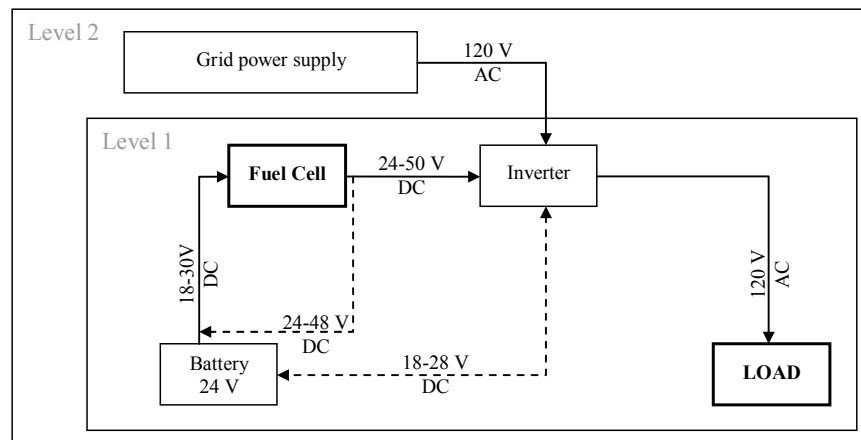 Level 2
Grid power supply
120 V
AC
Level 1
Fuel Cell
24-50 V
DC
Inverter
18-30V
DC
120 V
AC
24-48 V
DC
Battery
24 V
18-28 V
DC
LOAD